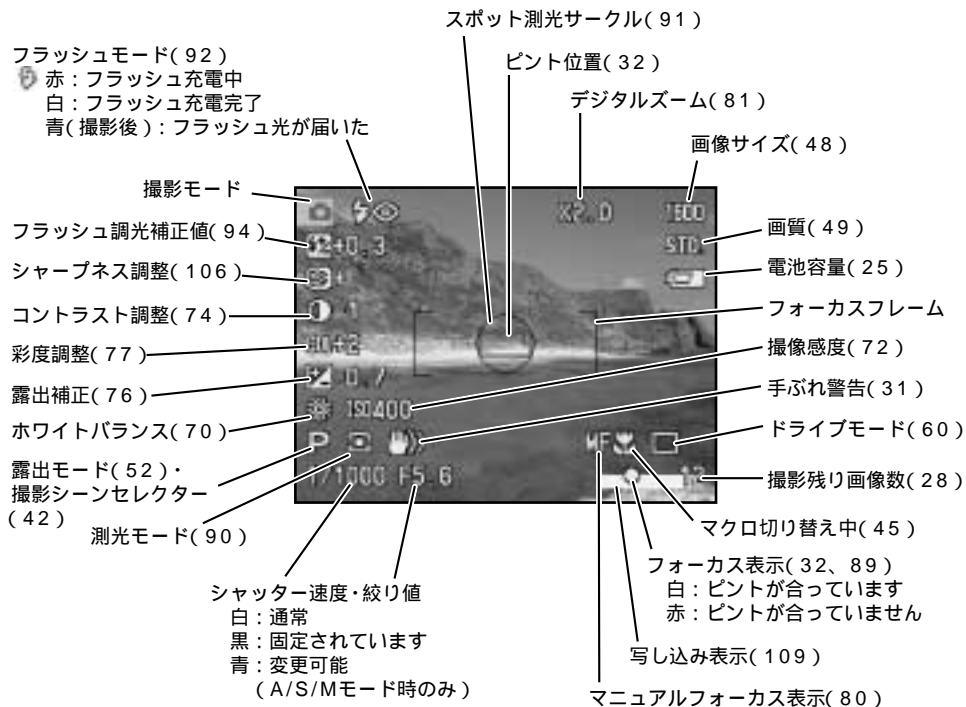 スポット測光サークル(91)
ピント位置(32)
フラッシュモード(92)
赤：フラッシュ充電中
白：フラッシュ充電完了
青(撮影後)：フラッシュ光が届いた
デジタルズーム(81)
画像サイズ(48)
撮影モード
フラッシュ調光補正値(94)
シャープネス調整(106)
コントラスト調整(74)
彩度調整(77)
露出補正(76)
ホワイトバランス(70)
露出モード(52)・
撮影シーンセレクター
(42)
測光モード(90)
X2.0
1600
STD.
+0.3
+1
-1
+2
0.7
ISO400
P
MF
1/1000 F5.6
12
画質(49)
電池容量(25)
フォーカスフレーム
撮像感度(72)
手ぶれ警告(31)
ドライブモード(60)
撮影残り画像数(28)
マクロ切り替え中(45)
フォーカス表示(32、89)
白：ピントが合っています
赤：ピントが合っていません
写し込み表示(109)
マニュアルフォーカス表示(80)
シャッター速度・絞り値
白：通常
黒：固定されています
青：変更可能
(A/S/Mモード時のみ)